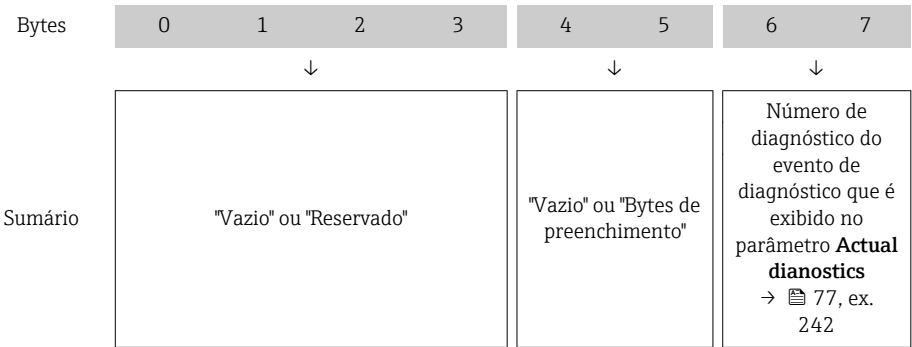 Bytes 0 1 2 3 4 5 6 7
↓ ↓ ↓
Sumário
"Vazio" ou "Reservado"
"Vazio" ou "Bytes de
preenchimento"
Número de
diagnóstico do
evento de
diagnóstico que é
exibido no
parâmetro Actual
dianostics
→ 77, ex.
242